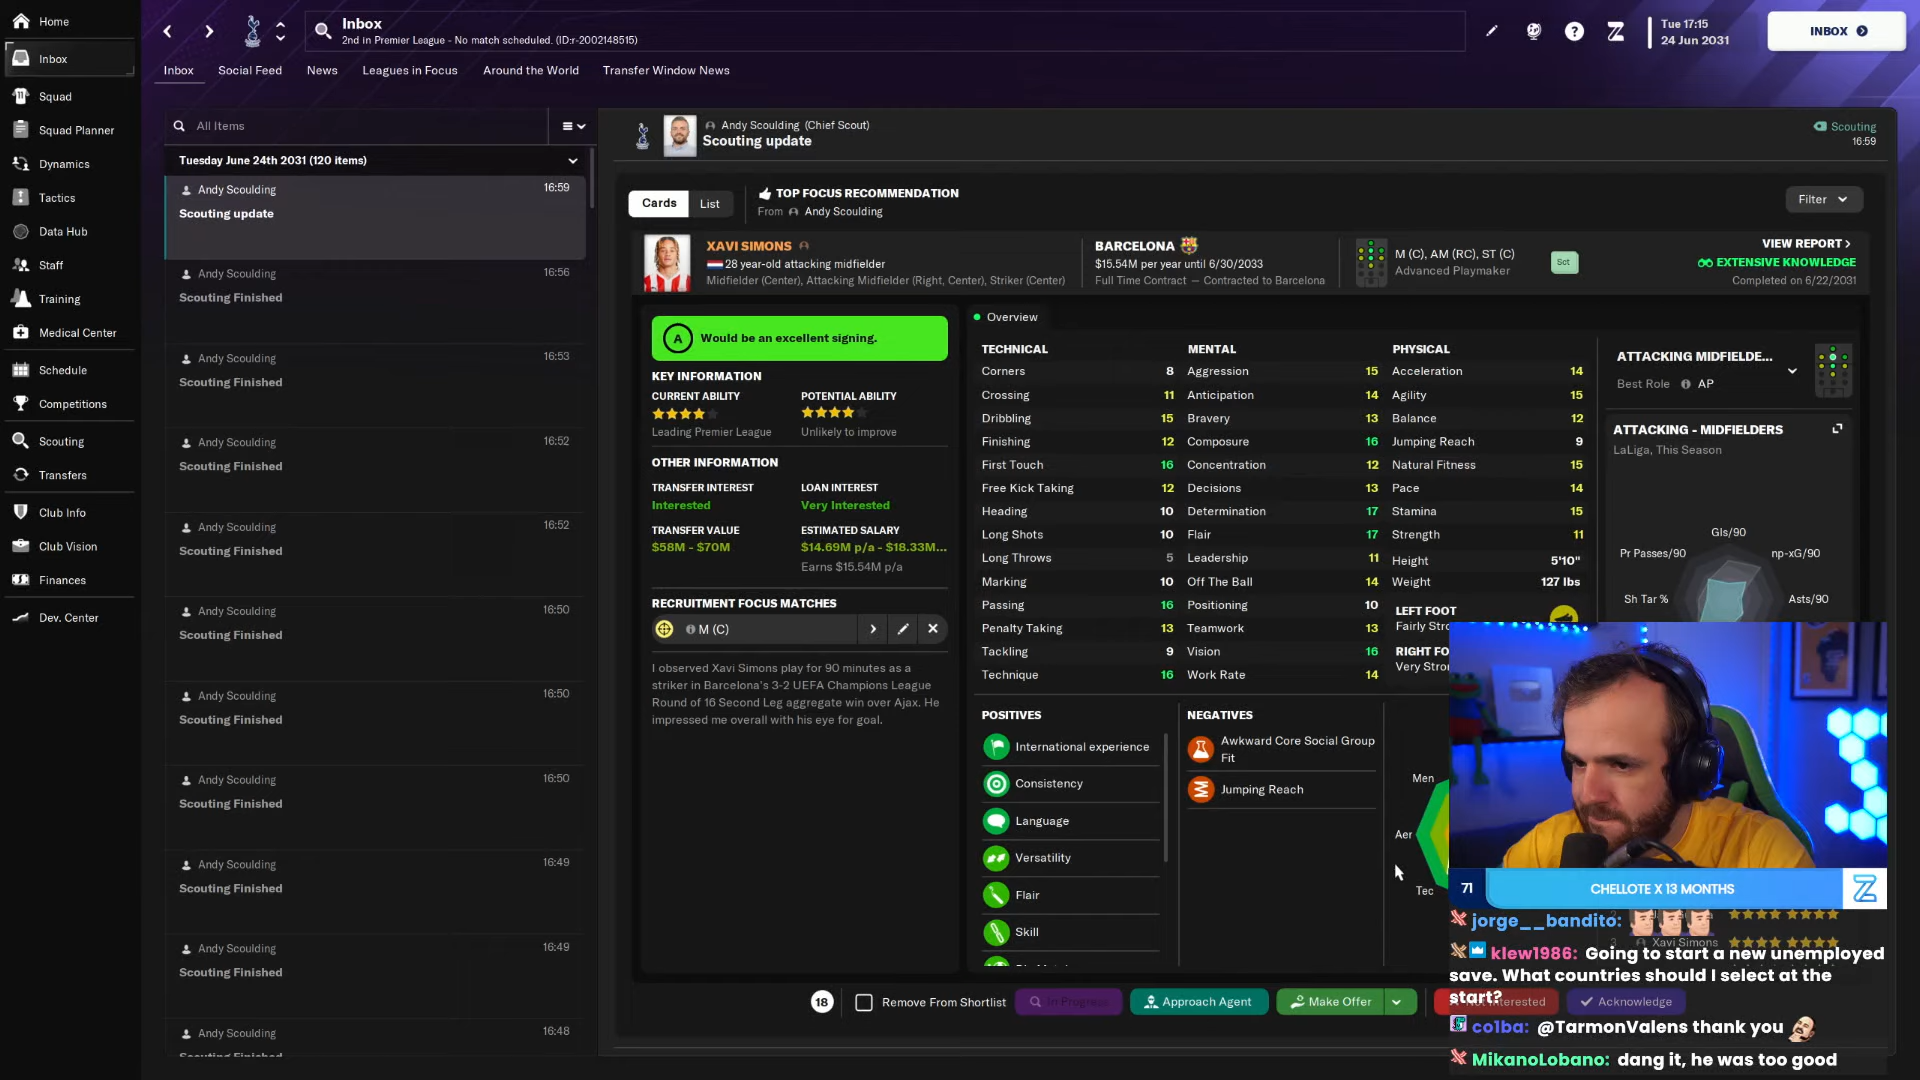 Home
Inbox
Squad
Squad Planner
Dynamics
Tactics
Data Hub
Staff
Training
Medical Center
Schedule
Competitions
Scouting
Transfers
Club Info
Club Vision
Finances
Dev. Center
Inbox
2nd in Premier League - No match scheduled. (ID:r-2002148515)
Tue 17:15
24 Jun 2031
INBOX
Inbox
Social Feed
News
Leagues in Focus
Around the World
Transfer Window News
All Items
Tuesday June 24th 2031 (120 items)
Andy Scoulding 16:59
Scouting update
Andy Scoulding 16:56
Scouting Finished
Andy Scoulding 16:53
Scouting Finished
Andy Scoulding 16:52
Scouting Finished
Andy Scoulding 16:52
Scouting Finished
Andy Scoulding 16:50
Scouting Finished
Andy Scoulding 16:50
Scouting Finished
Andy Scoulding 16:50
Scouting Finished
Andy Scoulding 16:49
Scouting Finished
Andy Scoulding 16:49
Scouting Finished
Andy Scoulding 16:48
Andy Scoulding (Chief Scout)
Scouting update
Scouting
16:59
Cards
List
TOP FOCUS RECOMMENDATION
From Andy Scoulding
Filter
XAVI SIMONS
28 year-old attacking midfielder
Midfielder (Center), Attacking Midfielder (Right, Center), Striker (Center)
BARCELONA
$15.54M per year until 6/30/2033
Full Time Contract — Contracted to Barcelona
M (C), AM (RC), ST (C)
Advanced Playmaker
Sct
VIEW REPORT >
EXTENSIVE KNOWLEDGE
Completed on 6/22/2031
A Would be an excellent signing.
KEY INFORMATION
CURRENT ABILITY
Leading Premier League
POTENTIAL ABILITY
Unlikely to improve
OTHER INFORMATION
TRANSFER INTEREST
Interested
LOAN INTEREST
Very Interested
TRANSFER VALUE
$58M - $70M
ESTIMATED SALARY
$14.69M p/a - $18.33M...
Earns $15.54M p/a
RECRUITMENT FOCUS MATCHES
M (C)
I observed Xavi Simons play for 90 minutes as a
striker in Barcelona's 3-2 UEFA Champions League
Round of 16 Second Leg aggregate win over Ajax. He
impressed me overall with his eye for goal.
Overview
TECHNICAL
Corners 8
Crossing 11
Dribbling 15
Finishing 12
First Touch 16
Free Kick Taking 12
Heading 10
Long Shots 10
Long Throws 5
Marking 10
Passing 16
Penalty Taking 13
Tackling 9
Technique 16
MENTAL
Aggression 15
Anticipation 14
Bravery 13
Composure 16
Concentration 12
Decisions 13
Determination 17
Flair 17
Leadership 11
Off The Ball 14
Positioning 10
Teamwork 13
Vision 16
Work Rate 14
PHYSICAL
Acceleration 14
Agility 15
Balance 12
Jumping Reach 9
Natural Fitness 15
Pace 14
Stamina 15
Strength 11
Height 5'10"
Weight 127 lbs
LEFT FOOT
Fairly Stro
RIGHT FO
Very Stron
ATTACKING MIDFIELDE...
Best Role AP
ATTACKING - MIDFIELDERS
LaLiga, This Season
Gls/90
np-xG/90
Asts/90
Sh Tar %
Pr Passes/90
POSITIVES
International experience
Consistency
Language
Versatility
Flair
Skill
NEGATIVES
Awkward Core Social Group
Fit
Jumping Reach
Men
Aer
Tec
18
Remove From Shortlist
In Progress
Approach Agent
Make Offer
Interested
Acknowledge
71
CHELLOTE X 13 MONTHS
Z
jorge__bandito:
Xavi Simons
klew1986: Going to start a new unemployed
save. What countries should I select at the
start?
co1ba: @TarmonValens thank you
MikanoLobano: dang it, he was too good